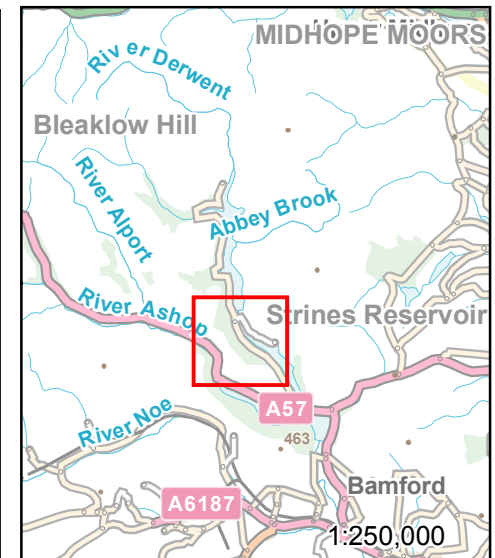 MIDHOPE MOORS
River Derwent
Bleaklow Hill
River Alport
Abbey Brook
River Ashop
Strines Reservoir
A57
River Noe
463
Bamford
A6187
1:250,000